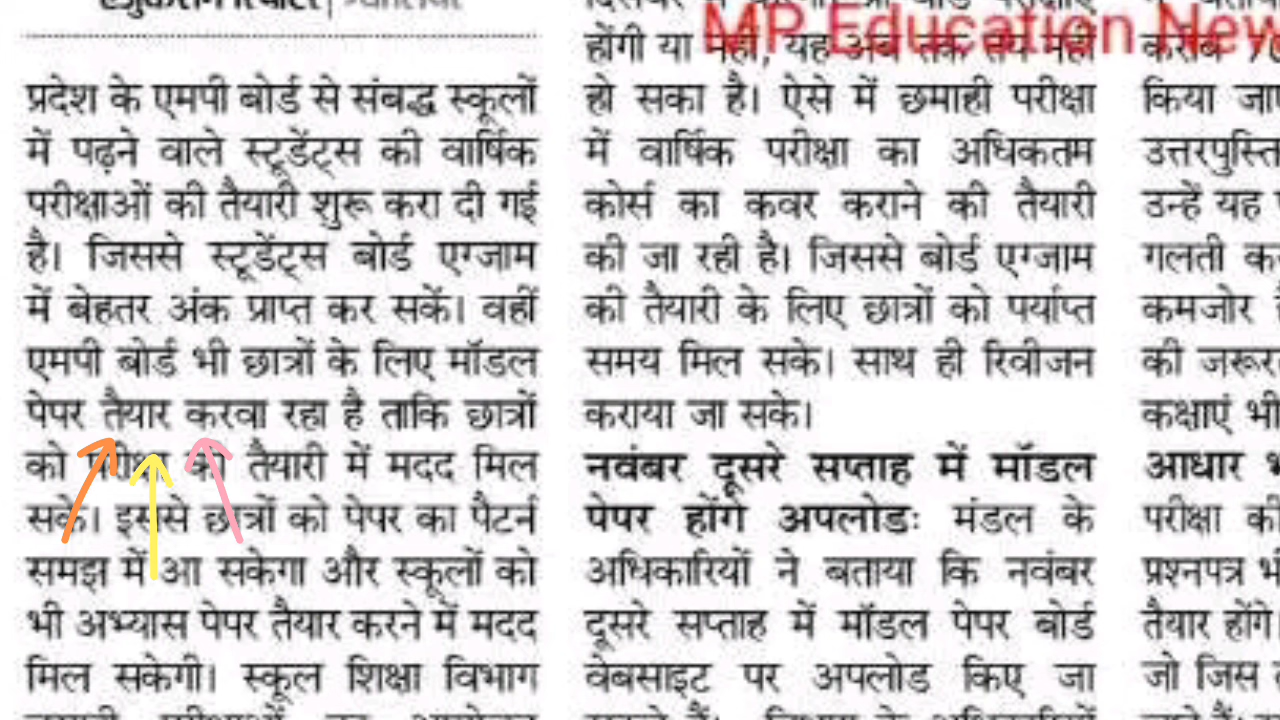 प्रदेश के एमपी बोर्ड से संबद्ध स्कूलों
में पढ़ने वाले स्टूडेंट्स की वार्षिक
परीक्षाओं की तैयारी शुरू करा दी गई
है। जिससे स्टूडेंट्स बोर्ड एग्जाम
में बेहतर अंक प्राप्त कर सकें। वहीं
एमपी बोर्ड भी छात्रों के लिए मॉडल
पेपर तैयार करवा रहा है ताकि छात्रों
को परीक्षा की तैयारी में मदद मिल
सके। इससे छात्रों को पेपर का पैटर्न
समझ में आ सकेगा और स्कूलों को
भी अभ्यास पेपर तैयार करने में मदद
मिल सकेगी। स्कूल शिक्षा विभाग
MP Education New
होंगी या नहीं, यह अब तक तय नहीं
हो सका है। ऐसे में छमाही परीक्षा
में वार्षिक परीक्षा का अधिकतम
कोर्स का कवर कराने की तैयारी
की जा रही है। जिससे बोर्ड एग्जाम
की तैयारी के लिए छात्रों को पर्याप्त
समय मिल सके। साथ ही रिवीजन
कराया जा सके।
नवंबर दूसरे सप्ताह में मॉडल
पेपर होंगे अपलोडः मंडल के
अधिकारियों ने बताया कि नवंबर
दूसरे सप्ताह में मॉडल पेपर बोर्ड
वेबसाइट पर अपलोड किए जा
किया जा
उत्तरपुस्ति
उन्हें यह
गलती क
कमजोर
की जरूर
कक्षाएं भी
आधार
परीक्षा की
प्रश्नपत्र भ
तैयार होंगे
जो जिस